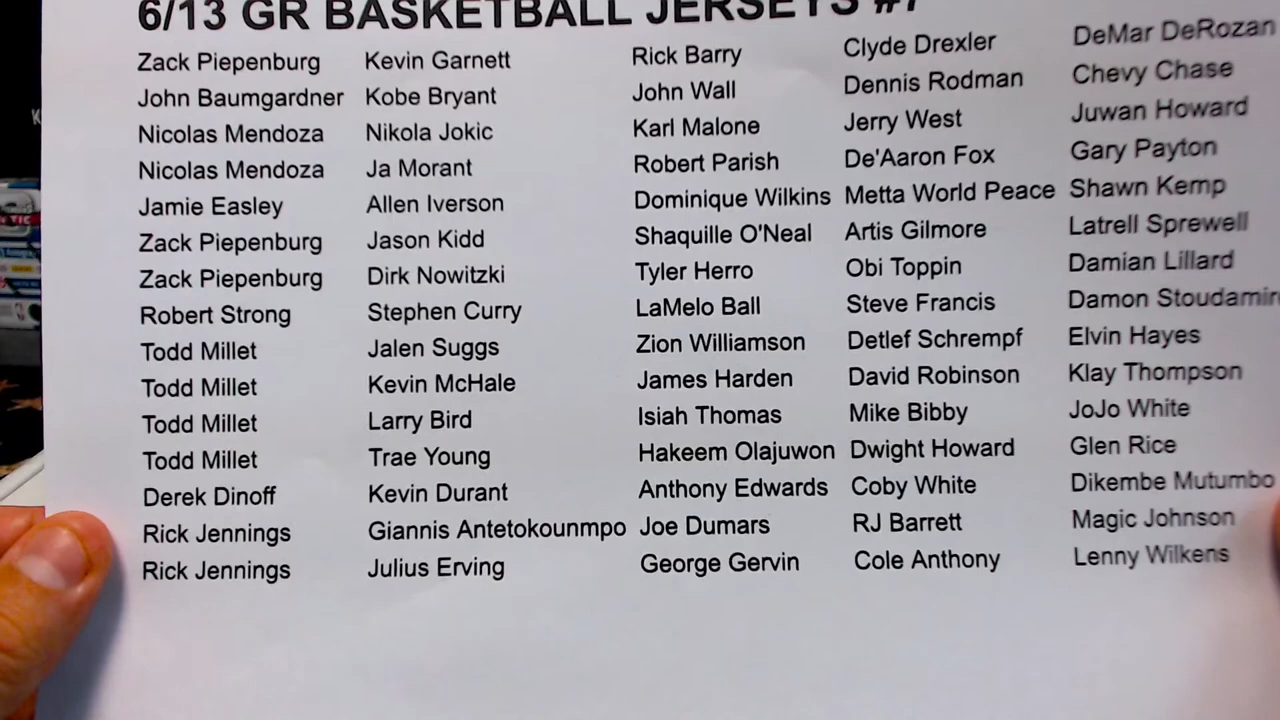 6/13 GR BASKETBALL JERSEYS #7
Zack Piepenburg Kevin Garnett Rick Barry Clyde Drexler DeMar DeRozan
John Baumgardner Kobe Bryant John Wall Dennis Rodman Chevy Chase
Nicolas Mendoza Nikola Jokic Karl Malone Jerry West Juwan Howard
Nicolas Mendoza Ja Morant Robert Parish De'Aaron Fox Gary Payton
Jamie Easley Allen Iverson Dominique Wilkins Metta World Peace Shawn Kemp
Zack Piepenburg Jason Kidd Shaquille O'Neal Artis Gilmore Latrell Sprewell
Zack Piepenburg Dirk Nowitzki Tyler Herro Obi Toppin Damian Lillard
Robert Strong Stephen Curry LaMelo Ball Steve Francis Damon Stoudamire
Todd Millet Jalen Suggs Zion Williamson Detlef Schrempf Elvin Hayes
Todd Millet Kevin McHale James Harden David Robinson Klay Thompson
Todd Millet Larry Bird Isiah Thomas Mike Bibby JoJo White
Todd Millet Trae Young Hakeem Olajuwon Dwight Howard Glen Rice
Derek Dinoff Kevin Durant Anthony Edwards Coby White Dikembe Mutumbo
Rick Jennings Giannis Antetokounmpo Joe Dumars RJ Barrett Magic Johnson
Rick Jennings Julius Erving George Gervin Cole Anthony Lenny Wilkens